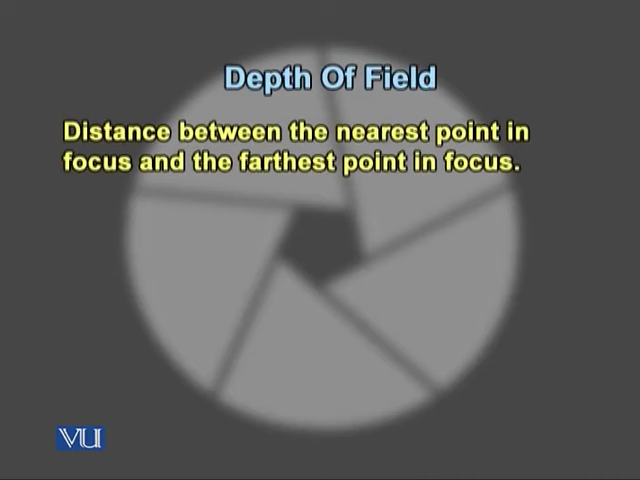 Depth Of Field
Distance between the nearest point in
focus and the farthest point in focus.
VU